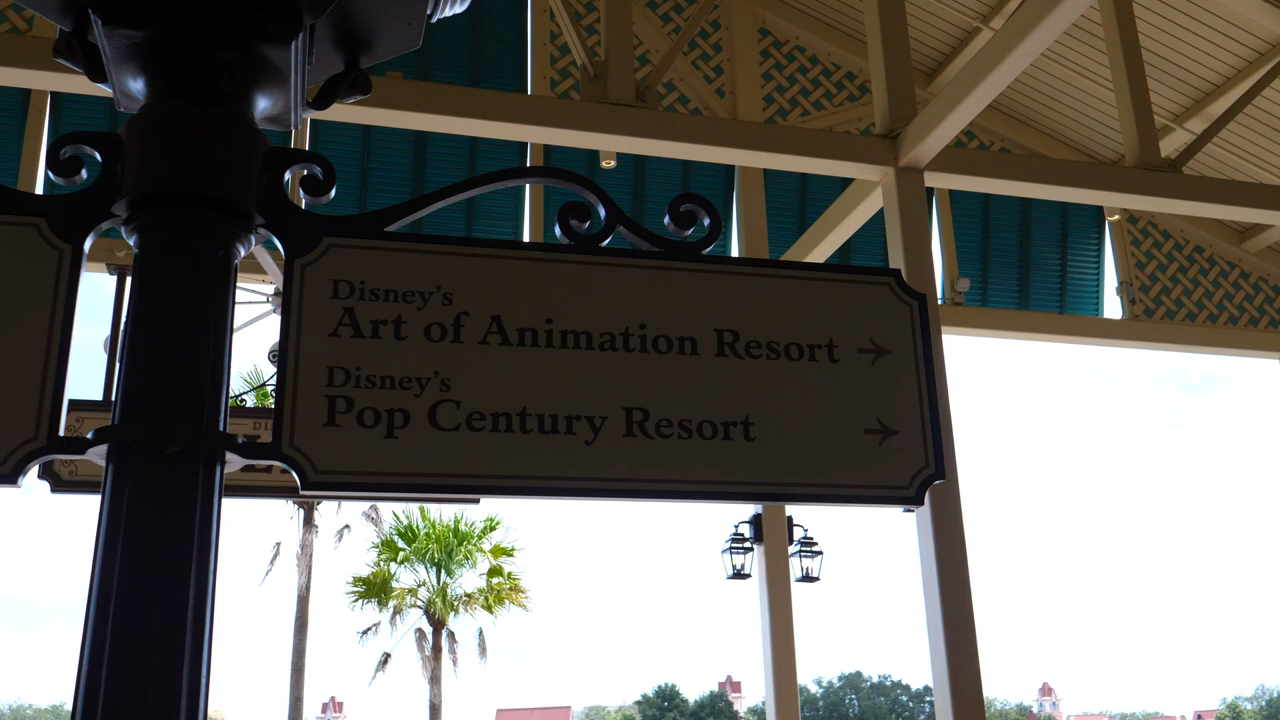 Disney's
Art of Animation Resort →
Disney's
Pop Century Resort →